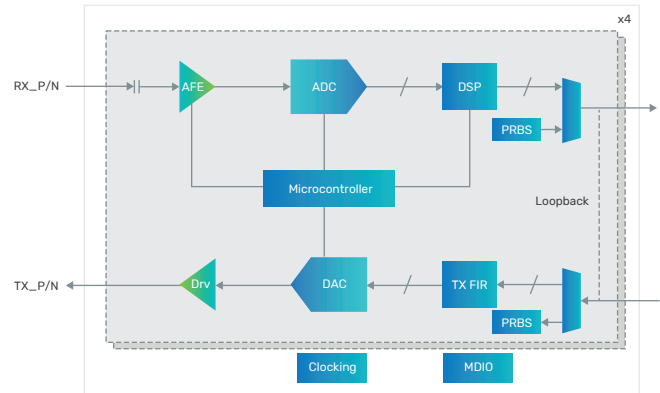 x4
RX_P/N
AFE
ADC
DSP
PRBS
Microcontroller
Loopback
TX_P/N
Drv
DAC
TX FIR
PRBS
Clocking
MDIO